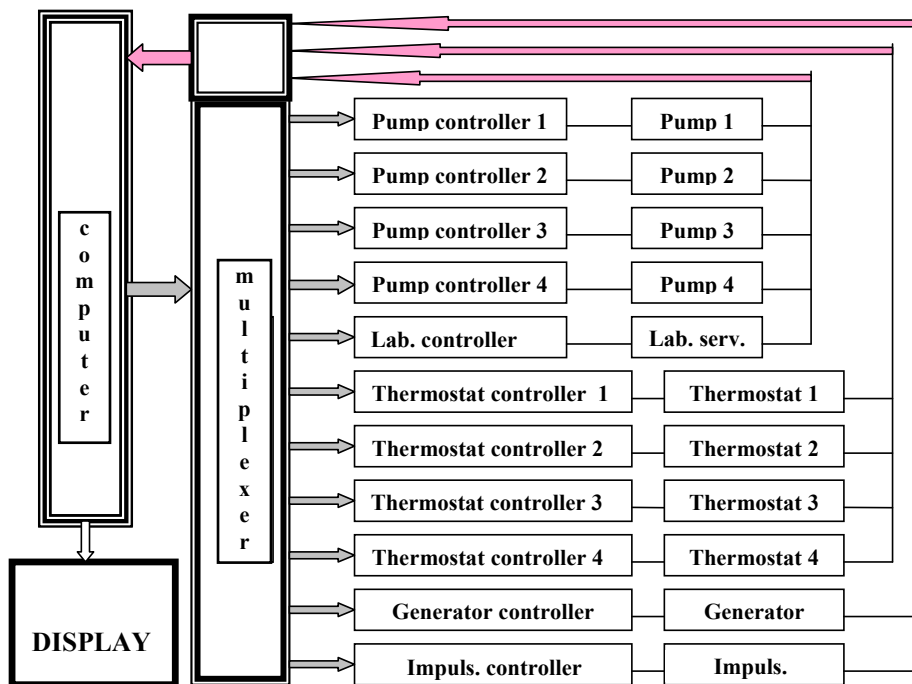 computer
multiplexer
Pump controller 1
Pump 1
Pump controller 2
Pump 2
Pump controller 3
Pump 3
Pump controller 4
Pump 4
Lab. controller
Lab. serv.
Thermostat controller 1
Thermostat 1
Thermostat controller 2
Thermostat 2
Thermostat controller 3
Thermostat 3
Thermostat controller 4
Thermostat 4
Generator controller
Generator
Impuls. controller
Impuls.
DISPLAY